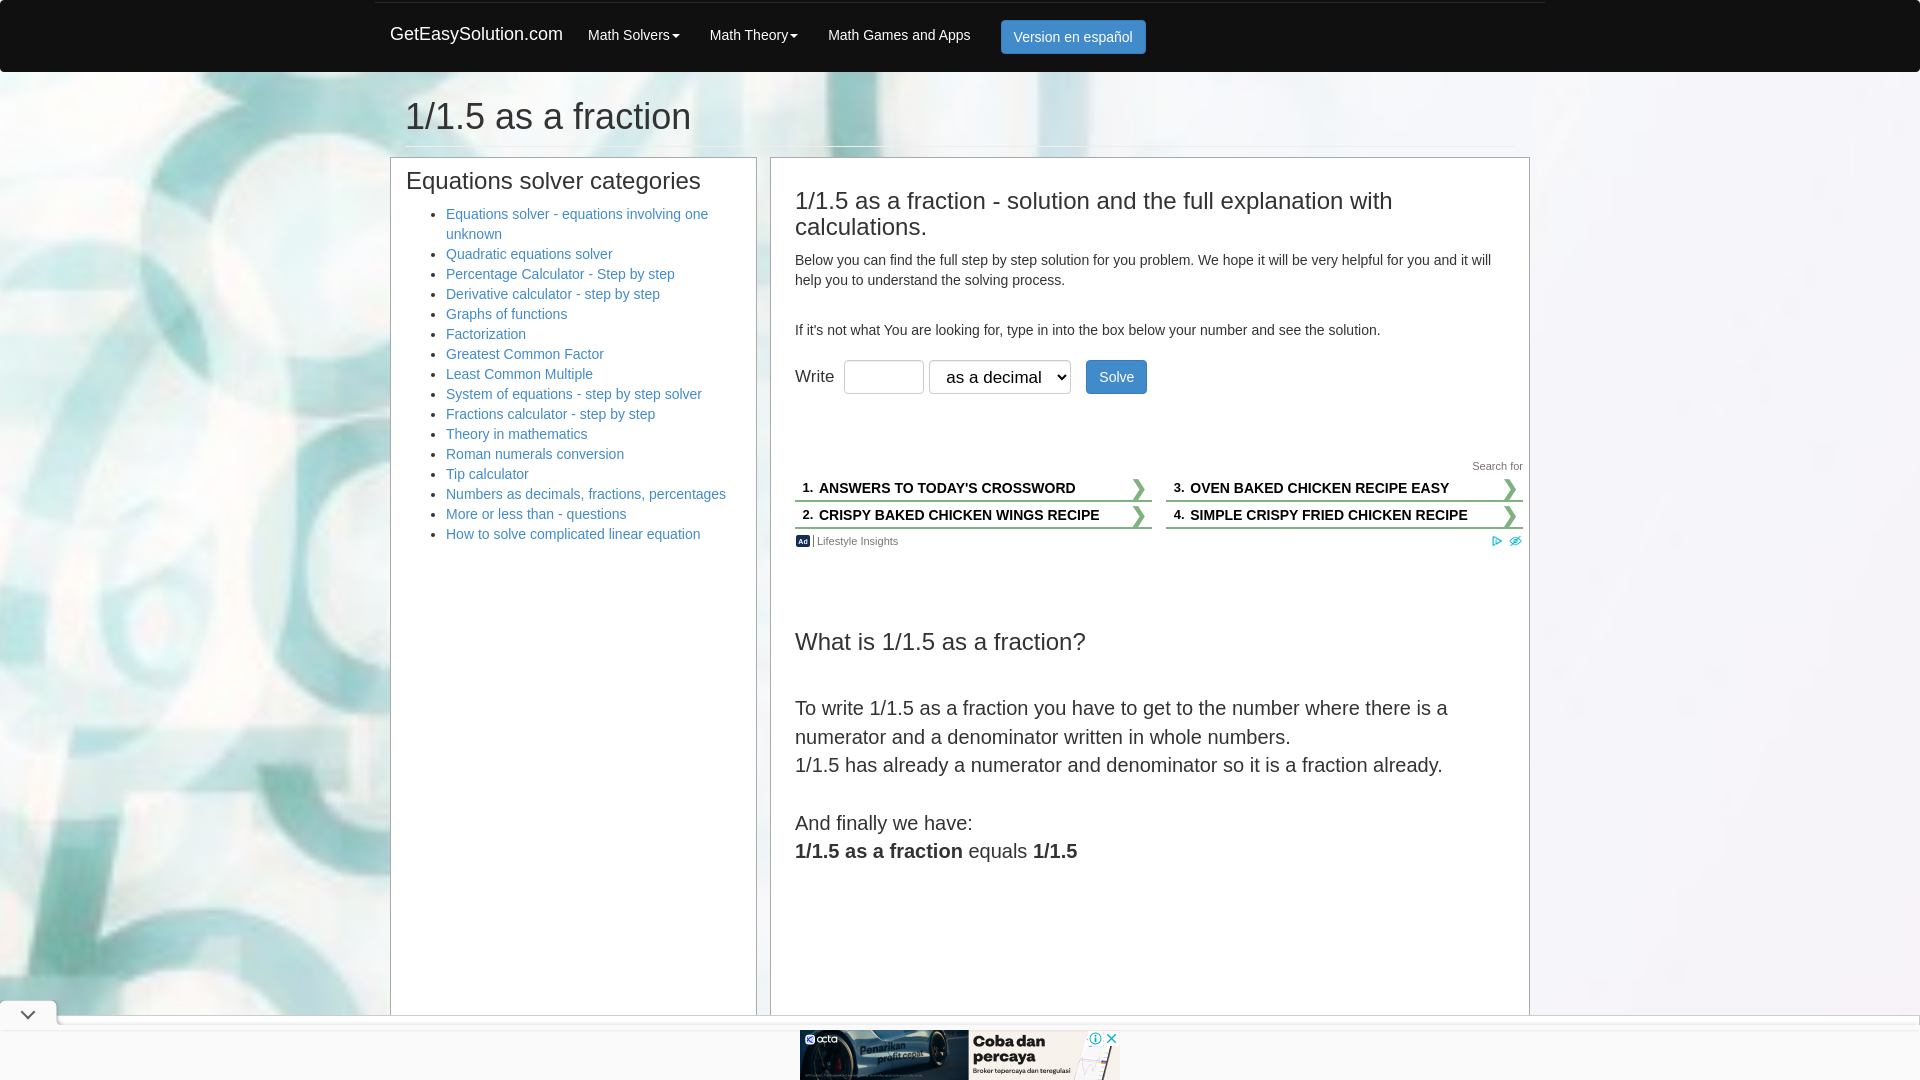 GetEasySolution.com
Math Solvers
Math Theory
Math Games and Apps
Version en español
1/1.5 as a fraction
Equations solver categories
Equations solver - equations involving one
unknown
Quadratic equations solver
Percentage Calculator - Step by step
Derivative calculator - step by step
Graphs of functions
Factorization
Greatest Common Factor
Least Common Multiple
System of equations - step by step solver
Fractions calculator - step by step
Theory in mathematics
Roman numerals conversion
Tip calculator
Numbers as decimals, fractions, percentages
More or less than - questions
How to solve complicated linear equation
1/1.5 as a fraction - solution and the full explanation with
calculations.
Below you can find the full step by step solution for you problem. We hope it will be very helpful for you and it will
help you to understand the solving process.
If it's not what You are looking for, type in into the box below your number and see the solution.
Write
as a decimal
Solve
Search for
1. ANSWERS TO TODAY'S CROSSWORD
2. CRISPY BAKED CHICKEN WINGS RECIPE
3. OVEN BAKED CHICKEN RECIPE EASY
4. SIMPLE CRISPY FRIED CHICKEN RECIPE
Ad | Lifestyle Insights
What is 1/1.5 as a fraction?
To write 1/1.5 as a fraction you have to get to the number where there is a
numerator and a denominator written in whole numbers.
1/1.5 has already a numerator and denominator so it is a fraction already.
And finally we have:
1/1.5 as a fraction equals 1/1.5
octa
Penarikan
profit cepat
Coba dan
percaya
Broker tepercaya dan teregulasi